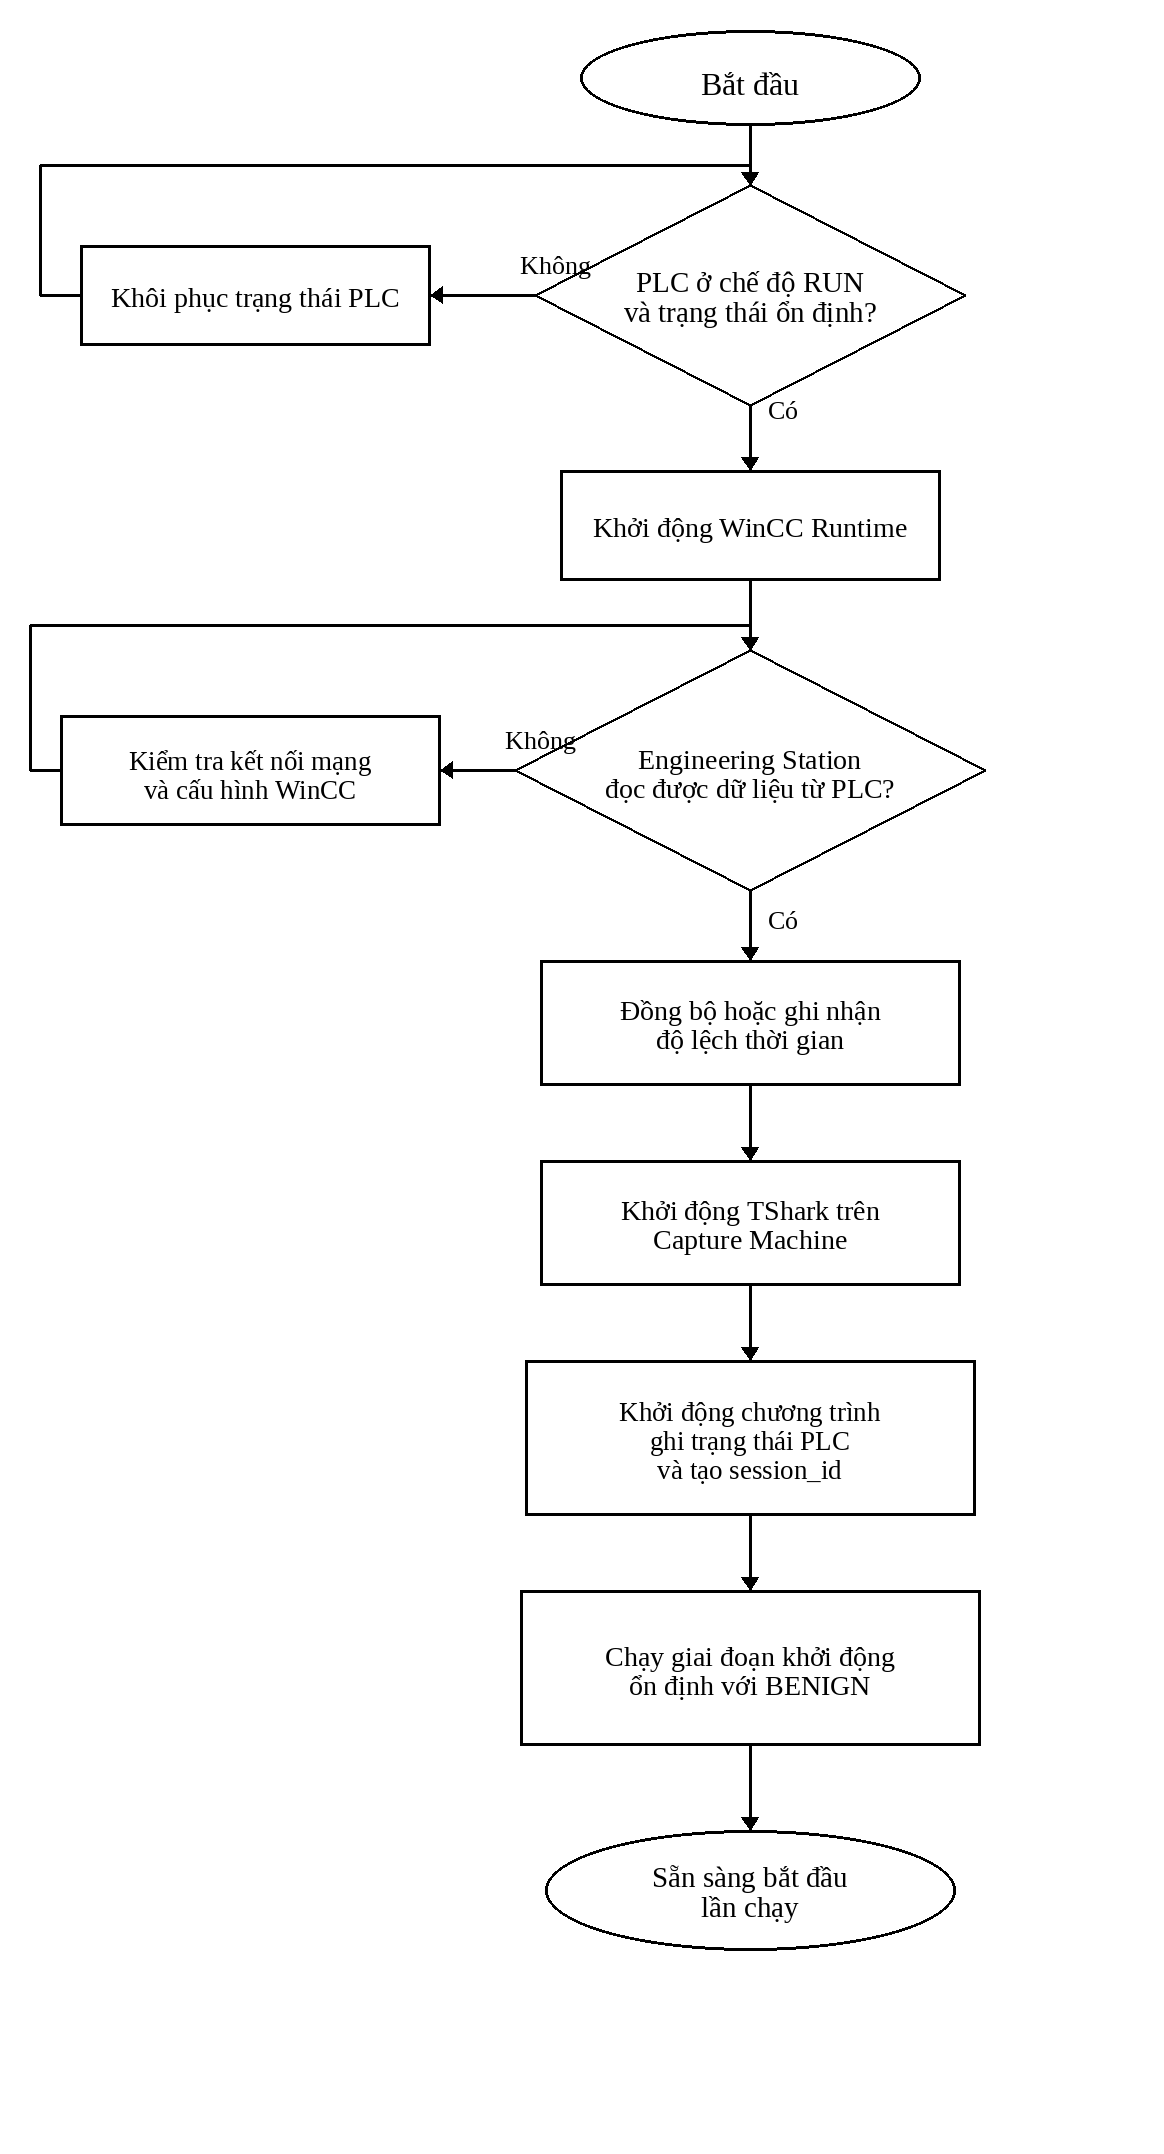 Bắt đầu
Không
PLC ở chế độ RUN
và trạng thái ổn định?
Khôi phục trạng thái PLC
Có
Khởi động WinCC Runtime
Không
Engineering Station
đọc được dữ liệu từ PLC?
Kiểm tra kết nối mạng
và cấu hình WinCC
Có
Đồng bộ hoặc ghi nhận
độ lệch thời gian
Khởi động TShark trên
Capture Machine
Khởi động chương trình
ghi trạng thái PLC
và tạo session_id
Chạy giai đoạn khởi động
ổn định với BENIGN
Sẵn sàng bắt đầu
lần chạy